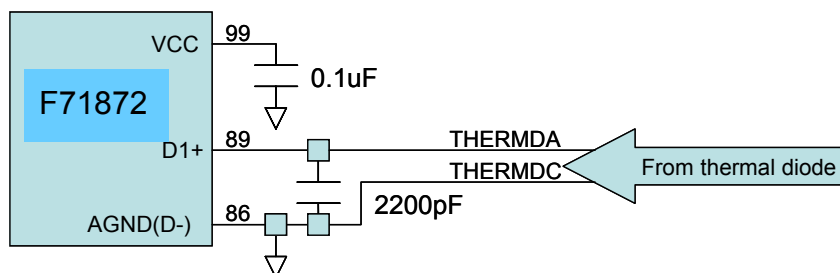 VCC
99
0.1uF
F71872
D1+
89
THERMDA
THERMDC
From thermal diode
2200pF
AGND(D-)
86